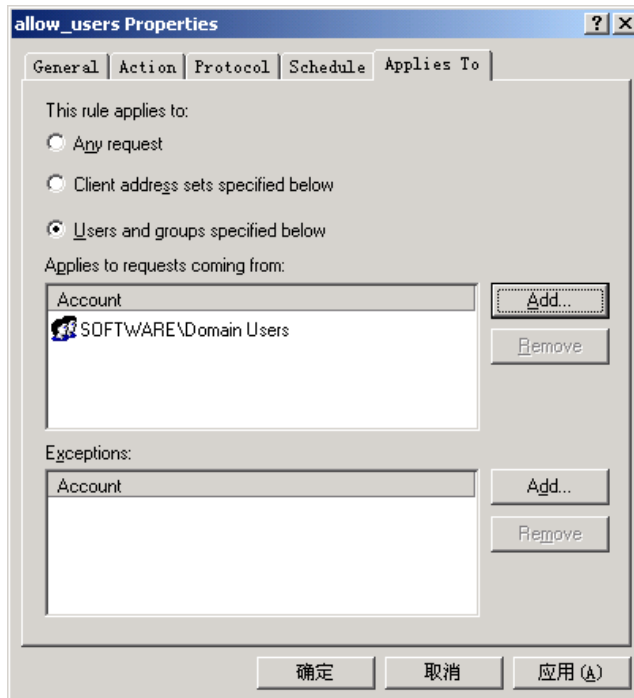 allow_users Properties
General Action Protocol Schedule Applies To
This rule applies to:
Any request
Client address sets specified below
Users and groups specified below
Applies to requests coming from:
Account
Add...
SOFTWARE\Domain Users
Remove
Exceptions:
Account
Add...
Remove
确定 取消 应用(A)